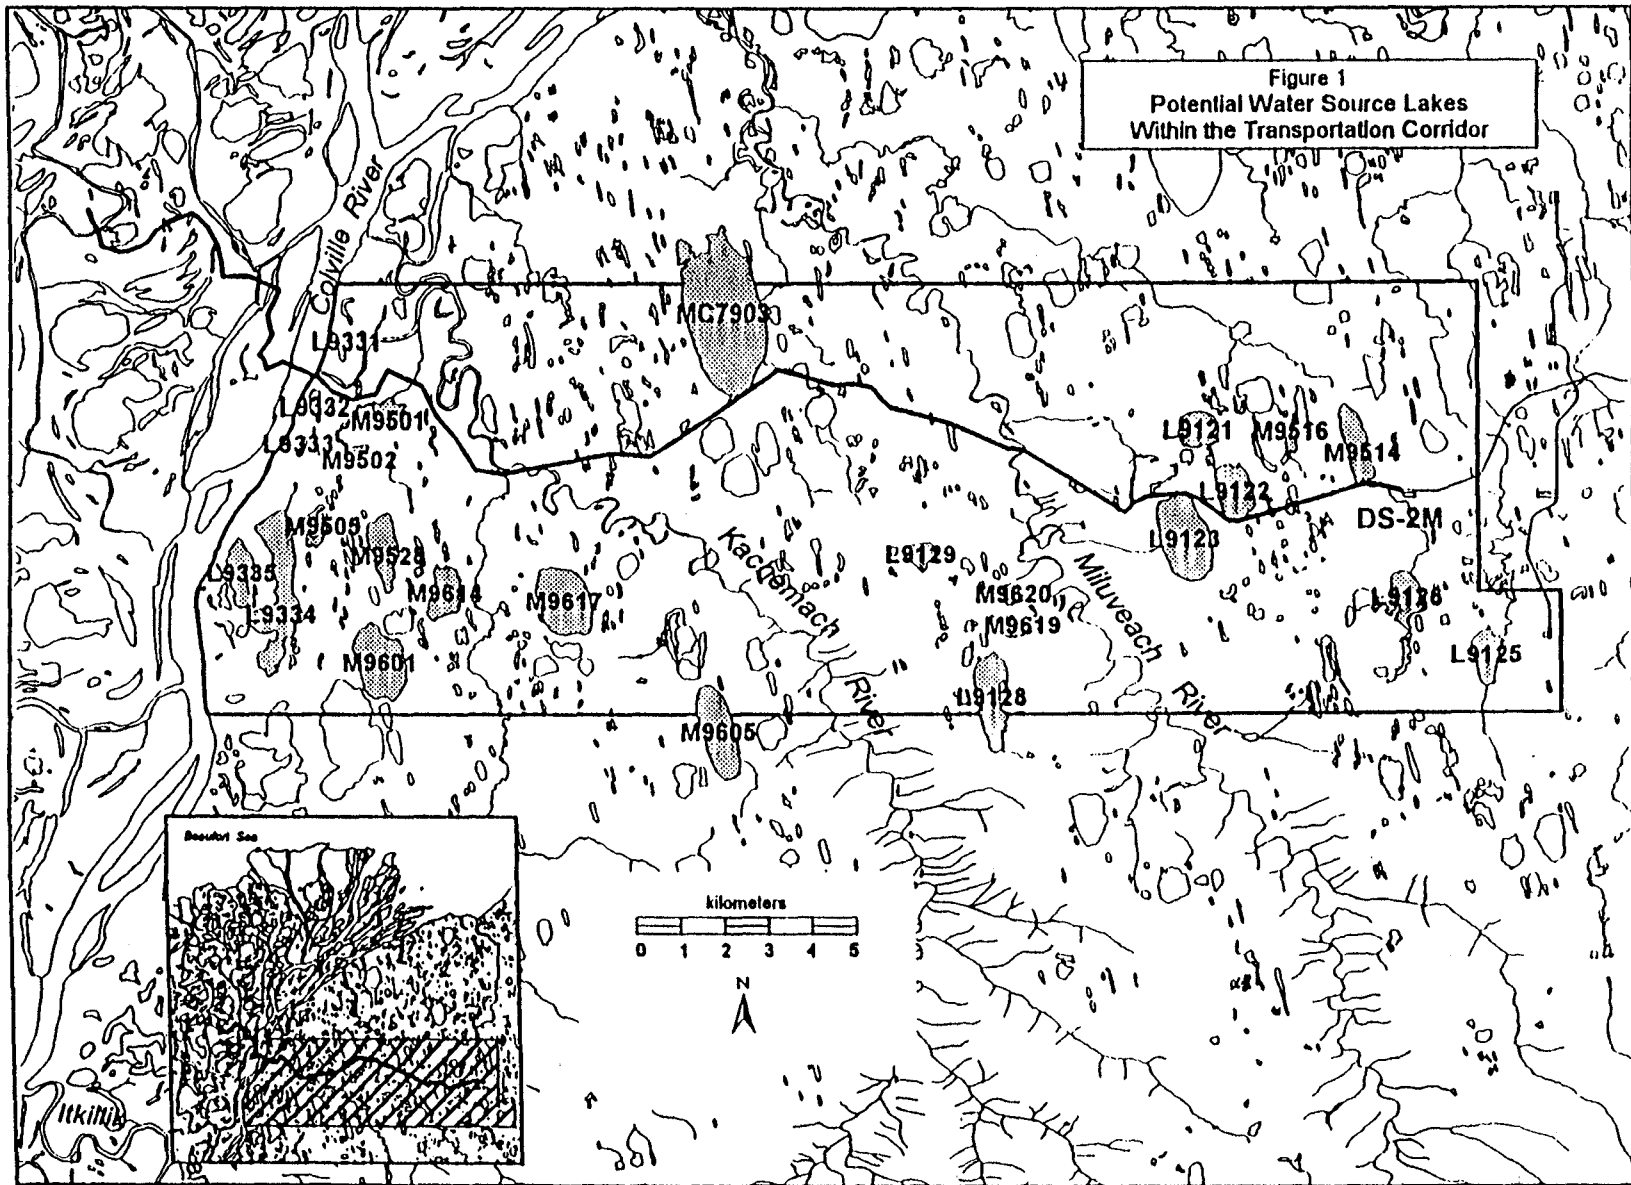 Figure 1
Potential Water Source Lakes
Within the Transportation Corridor
Colville River
MC7903
L9331
L9332
M9501
L9333
M9502
L9121
M9516
M9514
L9122
DS-2M
M9505
M9528
L9123
L9129
Kachemach River
Miluveach River
L9335
L9334
M9614
M9617
M9620
M9619
L9126
M9601
L9125
L9128
M9605
Beaufort Sea
kilometers
0 1 2 3 4 5
N
Itkillik